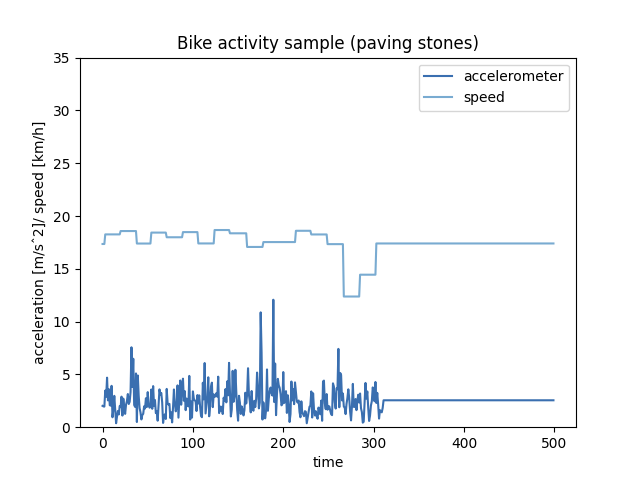 Bike activity sample (paving stones)
accelerometer
speed
35
30
25
20
15
10
5
0
acceleration [m/s^2]/ speed [km/h]
0
100
200
300
400
500
time